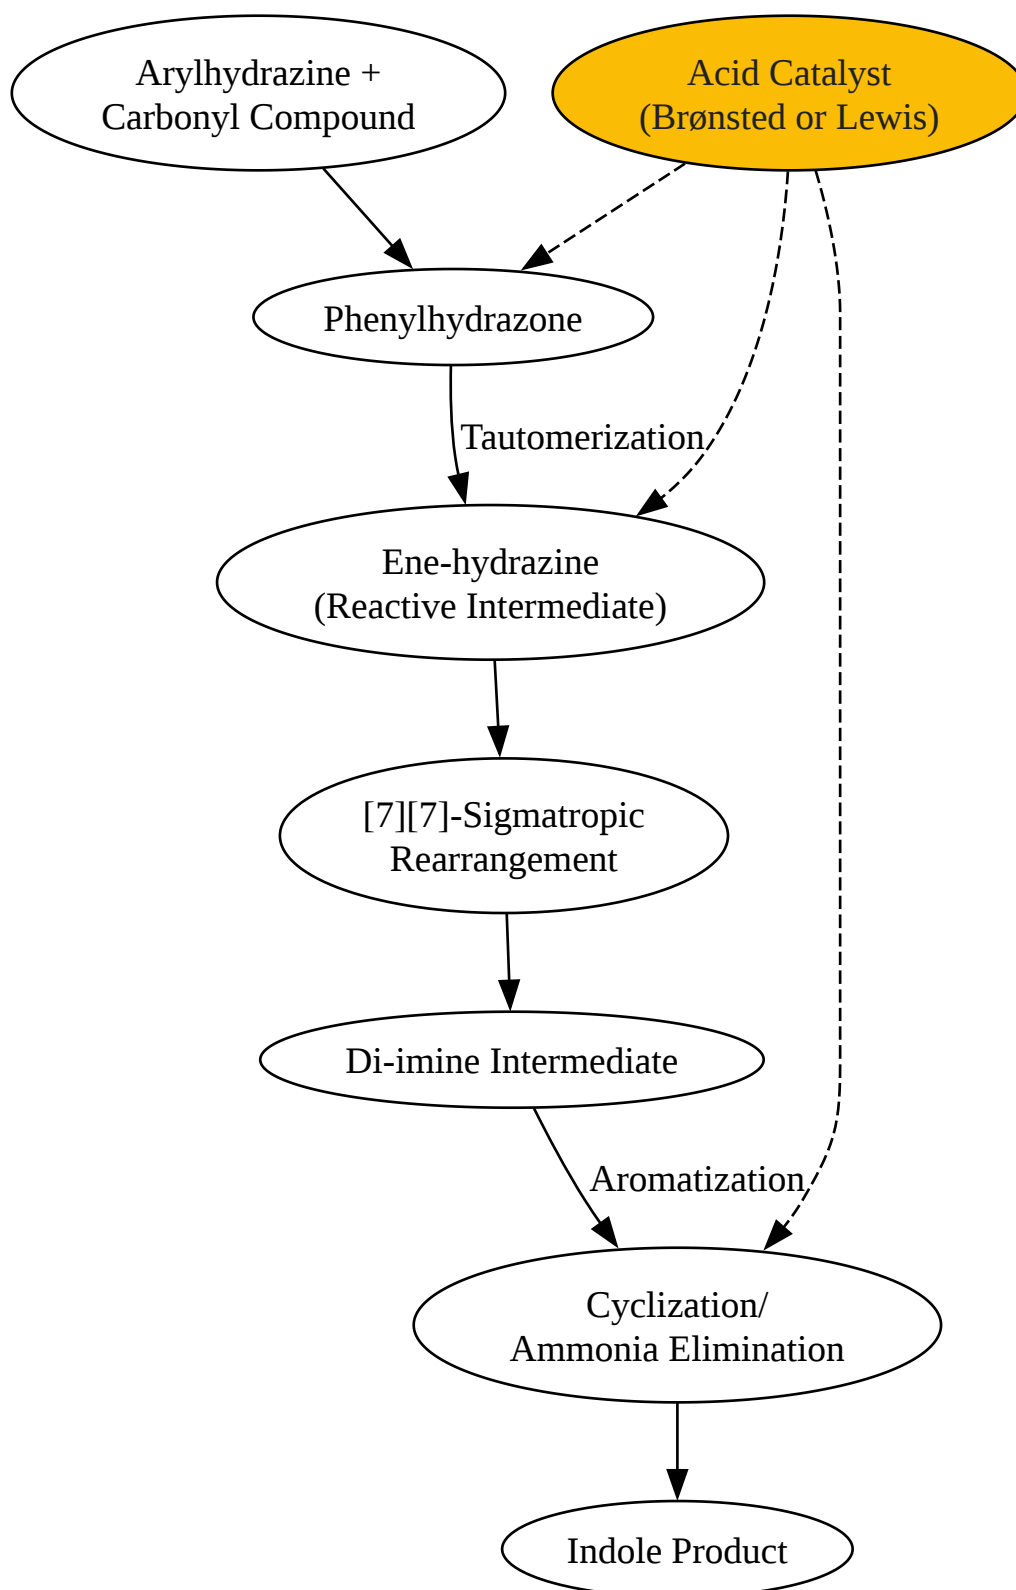 Arylhydrazine +
Carbonyl Compound
Acid Catalyst
(Brønsted or Lewis)
Phenylhydrazone
Tautomerization
Ene-hydrazine
(Reactive Intermediate)
[7][7]-Sigmatropic
Rearrangement
Di-imine Intermediate
Aromatization
Cyclization/
Ammonia Elimination
Indole Product